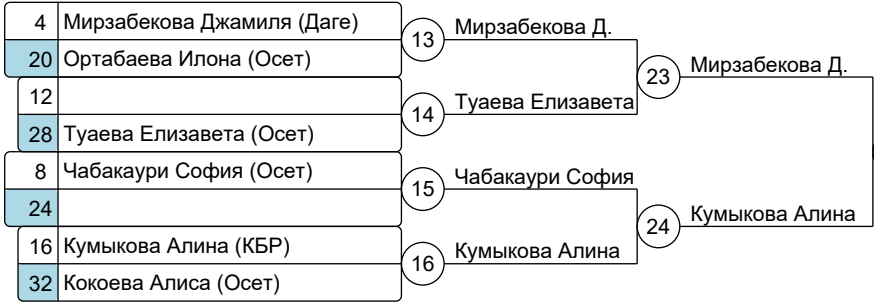 4 Мирзабекова Джамиля (Даге)
20 Ортабаева Илона (Осет)
13 Мирзабекова Д.
12
28 Туаева Елизавета (Осет)
14 Туаева Елизавета
23 Мирзабекова Д.
8 Чабакаури София (Осет)
24
15 Чабакаури София
16 Кумыкова Алина (КБР)
32 Кокоева Алиса (Осет)
16 Кумыкова Алина
24 Кумыкова Алина